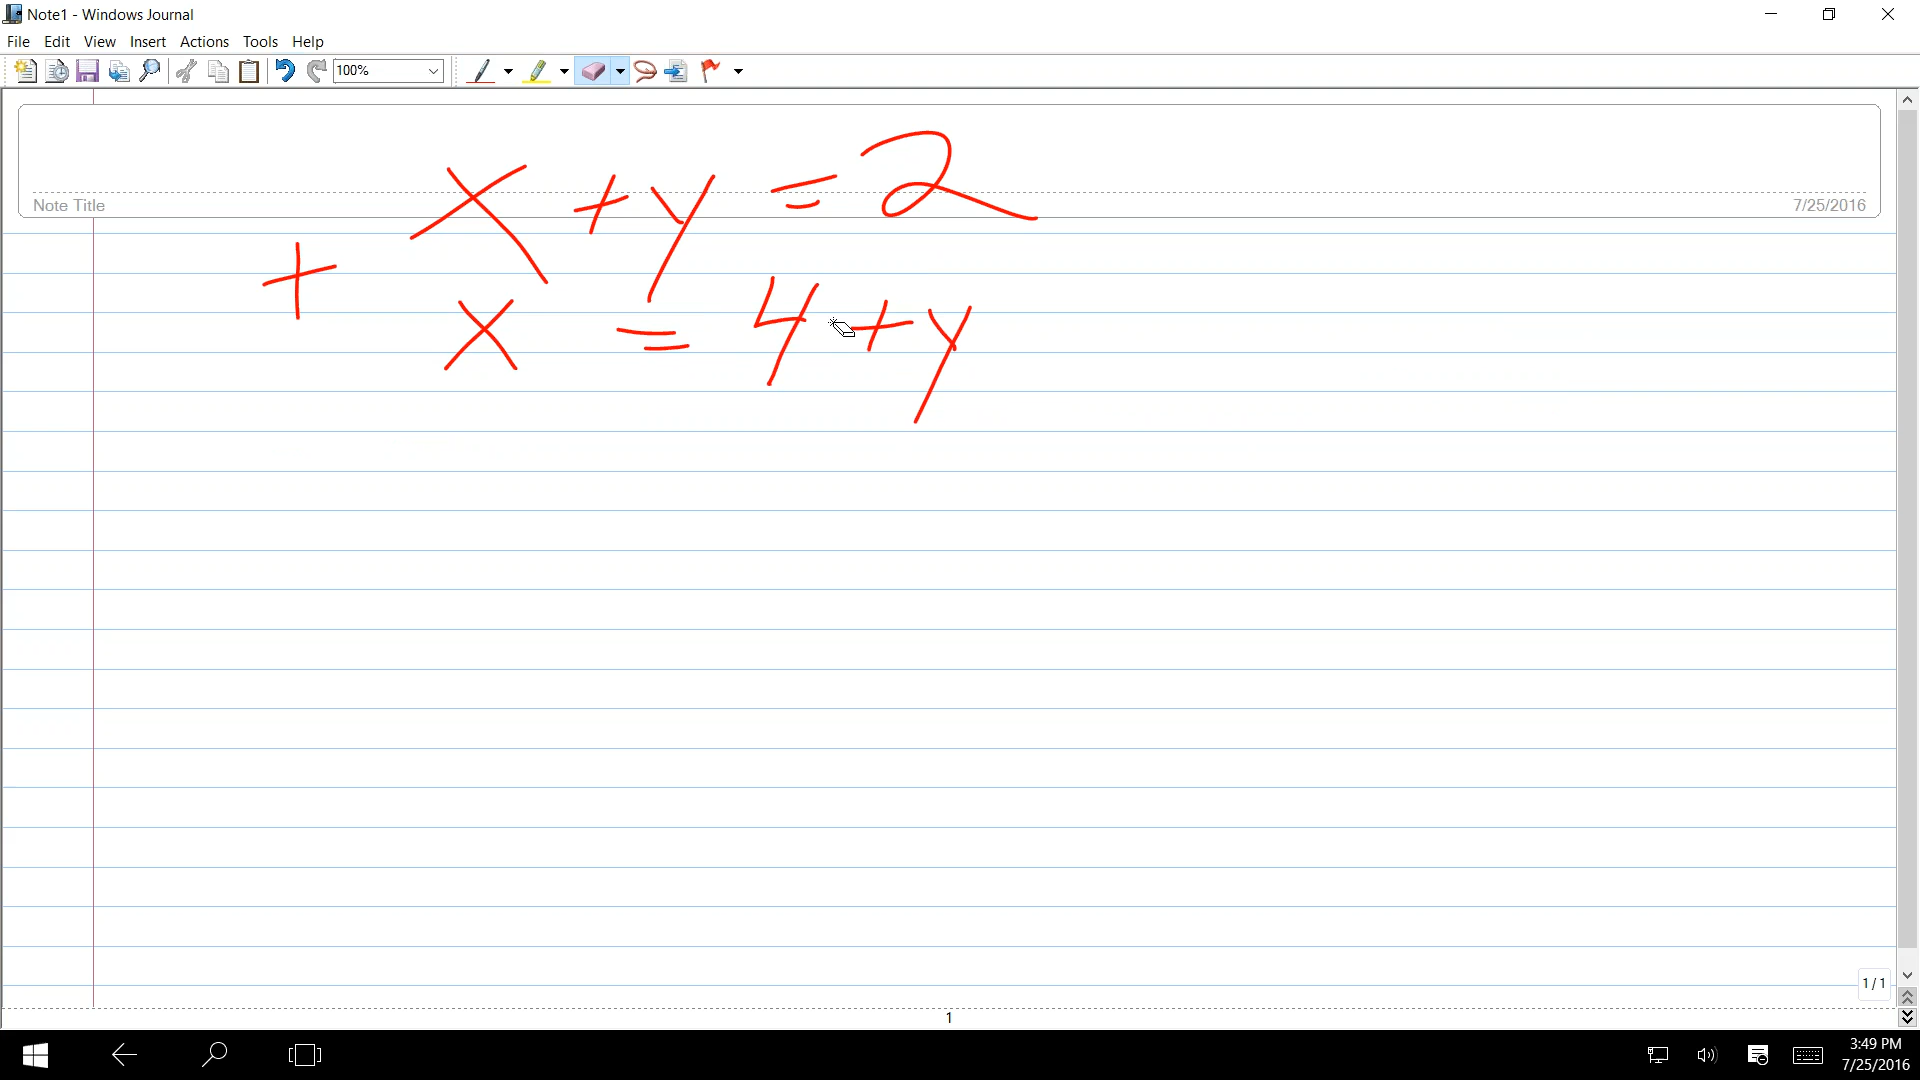 Note1 - Windows Journal
File Edit View Insert Actions Tools Help
100%
x + y = 2
Note Title 7/25/2016
+
x = 4 + y
1 / 1
1
3:49 PM
7/25/2016